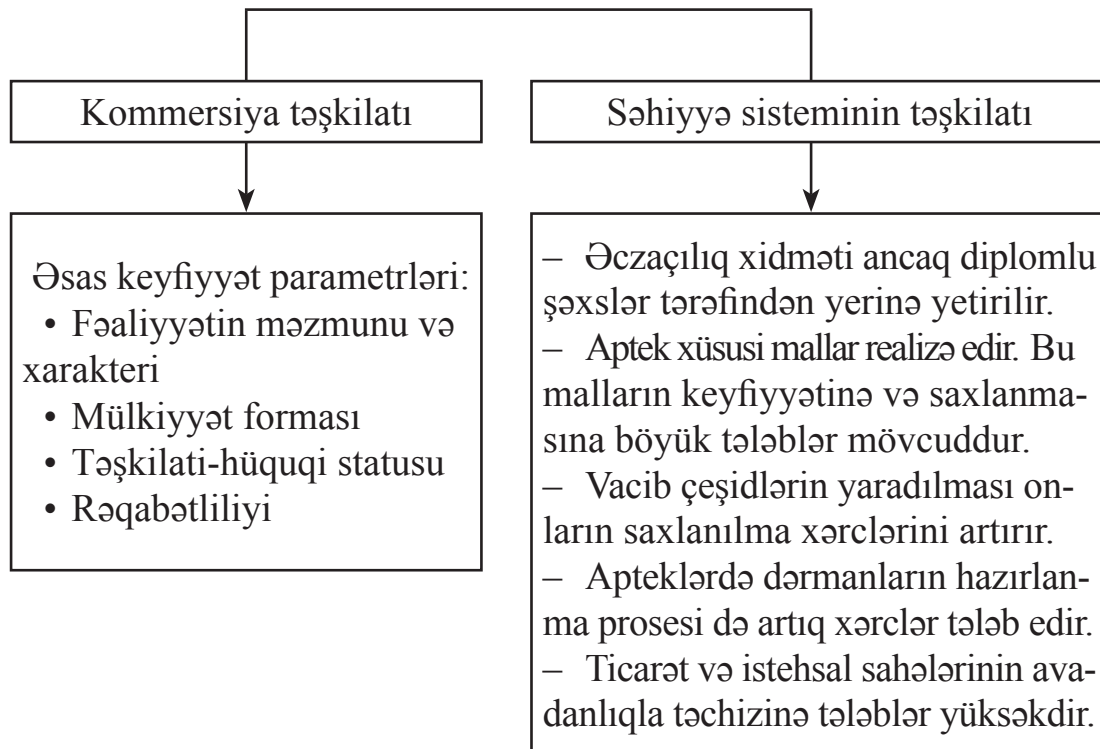 Kommersiya təşkilatı
Səhiyyə sisteminin təşkilatı
Əsas keyfiyyət parametrləri:
• Fəaliyyətin məzmunu və
xarakteri
• Mülkiyyət forması
• Təşkilati-hüquqi statusu
• Rəqabətliliyi
– Əczaçılıq xidməti ancaq diplomlu
şəxslər tərəfindən yerinə yetirilir.
– Aptek xüsusi mallar realizə edir. Bu
malların keyfiyyətinə və saxlanma-
sına böyük tələblər mövcuddur.
– Vacib çeşidlərin yaradılması on-
ların saxlanılma xərclərini artırır.
– Apteklərdə dərmanların hazırlan-
ma prosesi də artıq xərclər tələb edir.
– Ticarət və istehsal sahələrinin ava-
danlıqla təchizinə tələblər yüksəkdir.